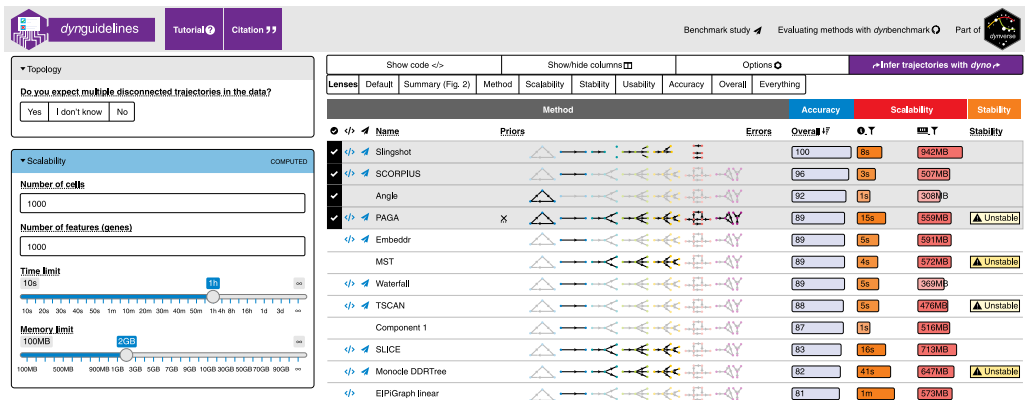 dynguidelines Tutorial Citation Benchmark study Evaluating methods with dynbenchmark Part of dynverse
Topology
Do you expect multiple disconnected trajectories in the data?
Yes I don't know No
Scalability COMPUTED
Number of cells
1000
Number of features (genes)
1000
Time limit
10s 1h ∞
10s 20s 30s 40s 50s 1m 10m 20m 30m 40m 50m 1h 4h 8h 16h 1d 3d ∞
Memory limit
100MB 2GB ∞
100MB 500MB 900MB 1GB 3GB 5GB 7GB 9GB 10GB 30GB 50GB 70GB 90GB ∞
Show code </> Show/hide columns Options Infer trajectories with dyno
Lenses Default Summary (Fig. 2) Method Scalability Stability Usability Accuracy Overall Everything
Method Accuracy Scalability Stability
</> Name Priors Errors Overall Stability
Slingshot 100 8s 942MB
</> SCORPIUS 96 3s 507MB
Angle 92 1s 308MB
</> PAGA 89 15s 559MB Unstable
</> Embeddr 89 5s 591MB
MST 89 4s 572MB Unstable
</> Waterfall 89 5s 369MB
</> TSCAN 88 5s 476MB Unstable
Component 1 87 1s 516MB
</> SLICE 83 16s 713MB
</> Monocle DDRTree 82 41s 647MB Unstable
</> ElPiGraph linear 81 1m 573MB